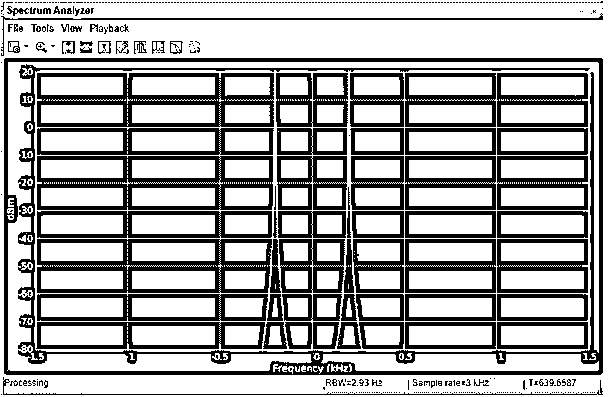 Spectrum Analyzer
File Tools View Playback
20
10
0
-10
-20
-30
-40
-50
-60
-70
-80
dBm
-1.5 -1 -0.5 0 0.5 1 1.5
Frequency (kHz)
Processing RBW=2.93 Hz Sample rate=3 kHz T=639.6587